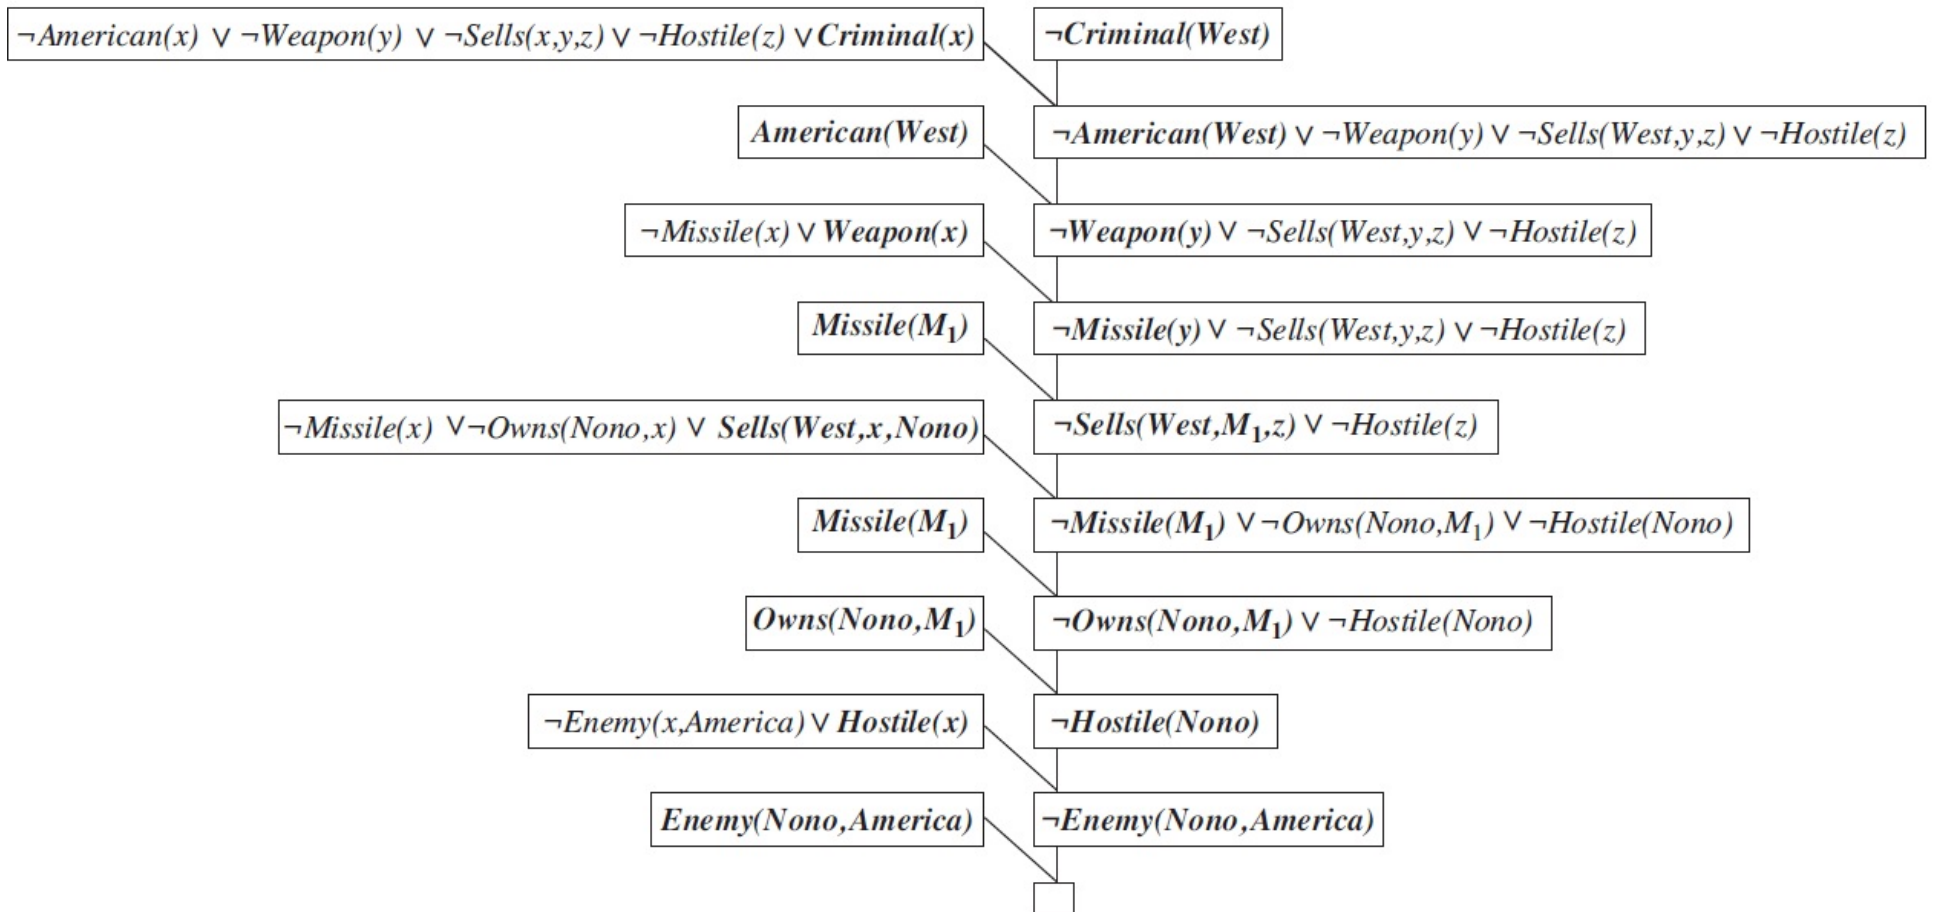 ¬American(x) ∨ ¬Weapon(y) ∨ ¬Sells(x,y,z) ∨ ¬Hostile(z) ∨ Criminal(x) ¬Criminal(West)
American(West) ¬American(West) ∨ ¬Weapon(y) ∨ ¬Sells(West,y,z) ∨ ¬Hostile(z)
¬Missile(x) ∨ Weapon(x) ¬Weapon(y) ∨ ¬Sells(West,y,z) ∨ ¬Hostile(z)
Missile(M₁) ¬Missile(y) ∨ ¬Sells(West,y,z) ∨ ¬Hostile(z)
¬Missile(x) ∨ ¬Owns(Nono,x) ∨ Sells(West,x,Nono) ¬Sells(West,M₁,z) ∨ ¬Hostile(z)
Missile(M₁) ¬Missile(M₁) ∨ ¬Owns(Nono,M₁) ∨ ¬Hostile(Nono)
Owns(Nono,M₁) ¬Owns(Nono,M₁) ∨ ¬Hostile(Nono)
¬Enemy(x,America) ∨ Hostile(x) ¬Hostile(Nono)
Enemy(Nono,America) ¬Enemy(Nono,America)